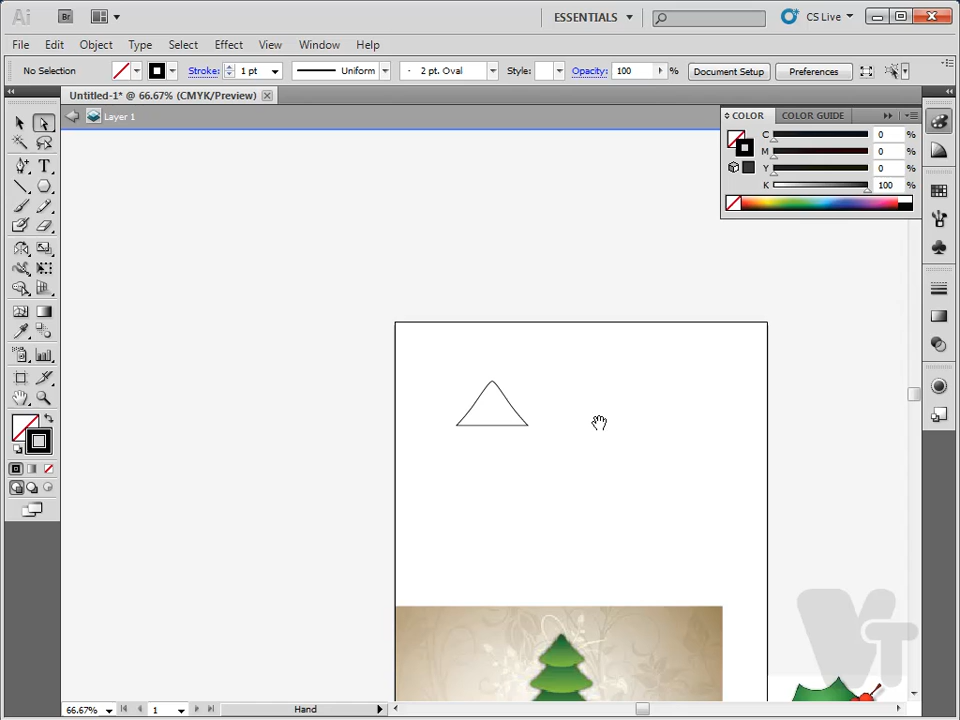 Ai Br ESSENTIALS CS Live
File Edit Object Type Select Effect View Window Help
No Selection Stroke: 1 pt Uniform 2 pt. Oval Style: Opacity: 100 % Document Setup Preferences
Untitled-1* @ 66.67% (CMYK/Preview)
Layer 1
COLOR COLOR GUIDE
C 0 %
M 0 %
Y 0 %
K 100 %
T
VT
66.67% 1 Hand